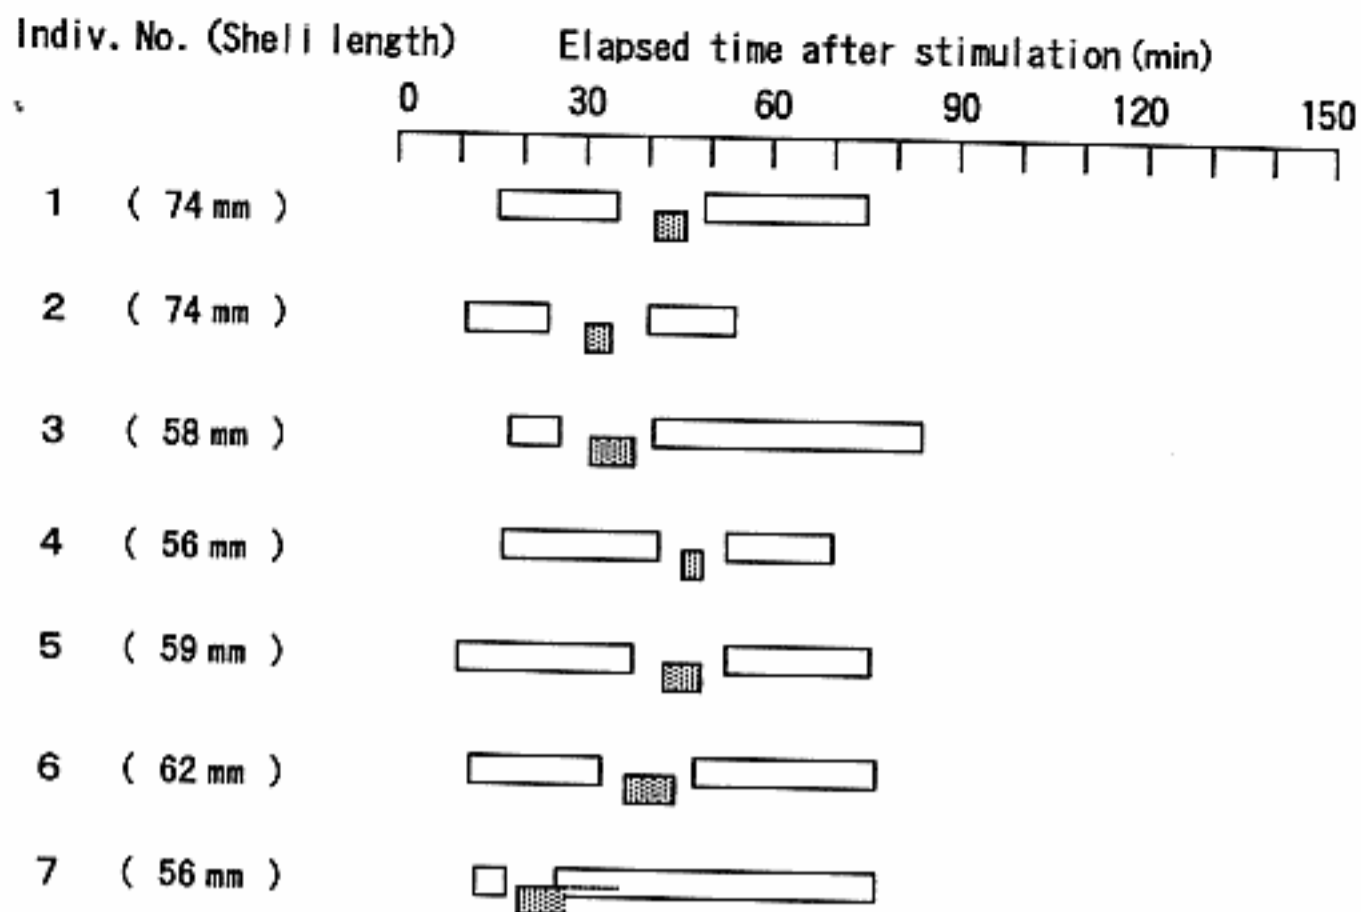 Indiv. No. (Shell length) Elapsed time after stimulation (min)
0 30 60 90 120 150
1 ( 74 mm )
2 ( 74 mm )
3 ( 58 mm )
4 ( 56 mm )
5 ( 59 mm )
6 ( 62 mm )
7 ( 56 mm )